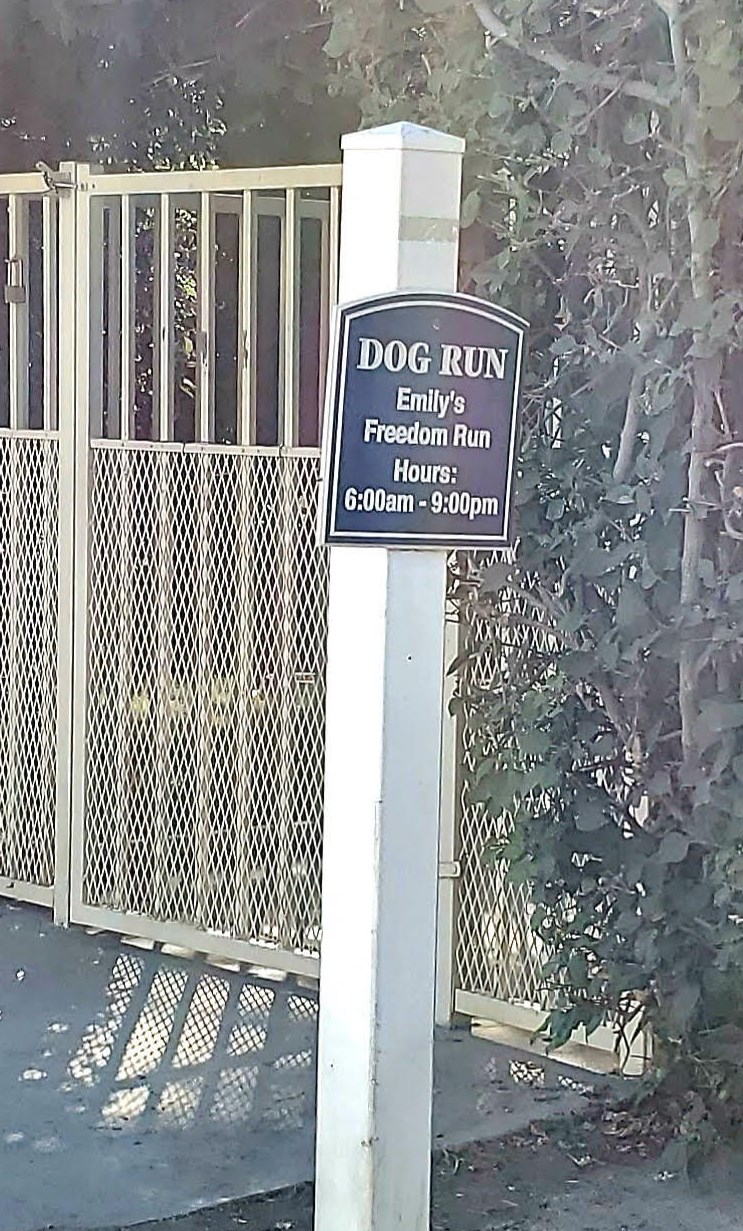 DOG RUN
Emily's
Freedom Run
Hours:
6:00am - 9:00pm